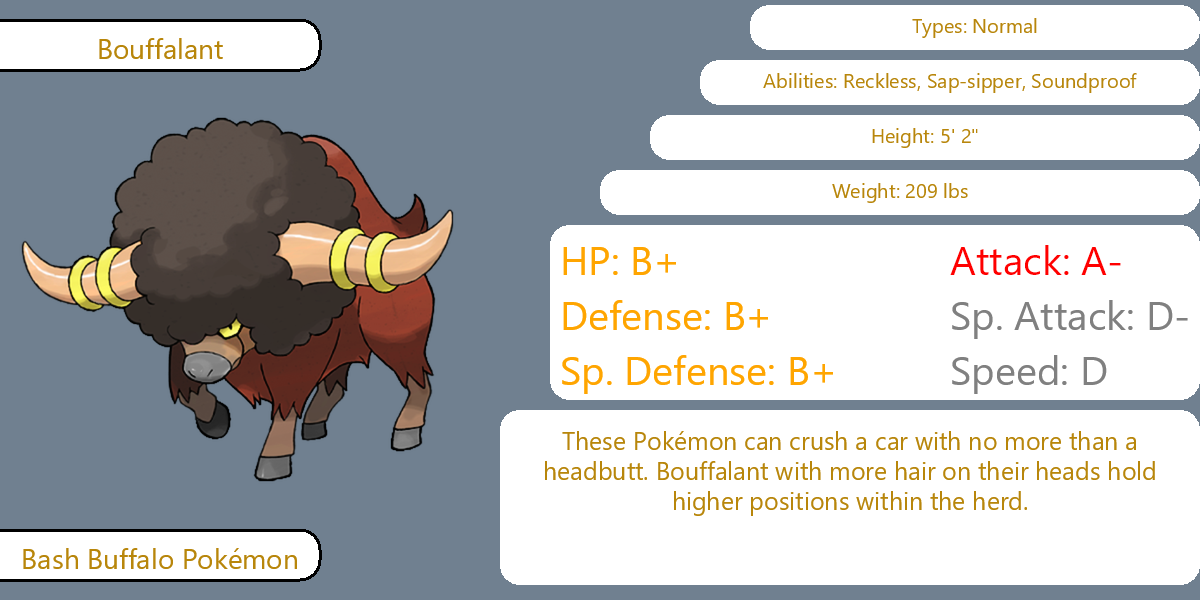 Bouffalant
Types: Normal
Abilities: Reckless, Sap-sipper, Soundproof
Height: 5' 2"
Weight: 209 lbs
HP: B+
Attack: A-
Defense: B+
Sp. Attack: D-
Sp. Defense: B+
Speed: D
These Pokémon can crush a car with no more than a
headbutt. Bouffalant with more hair on their heads hold
higher positions within the herd.
Bash Buffalo Pokémon